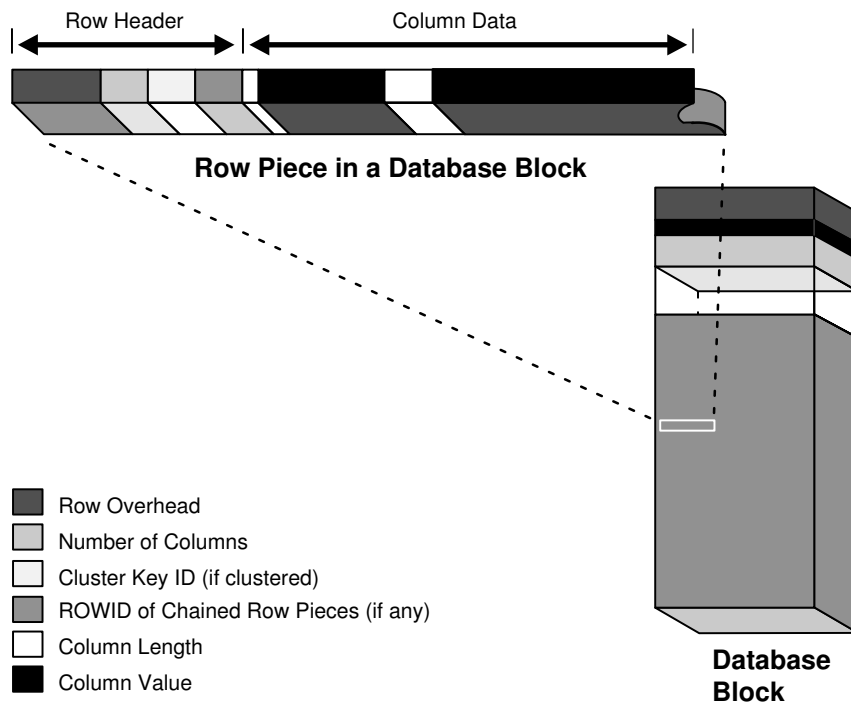 Row Header
Column Data
Row Piece in a Database Block
Row Overhead
Number of Columns
Cluster Key ID (if clustered)
ROWID of Chained Row Pieces (if any)
Column Length
Column Value
Database
Block